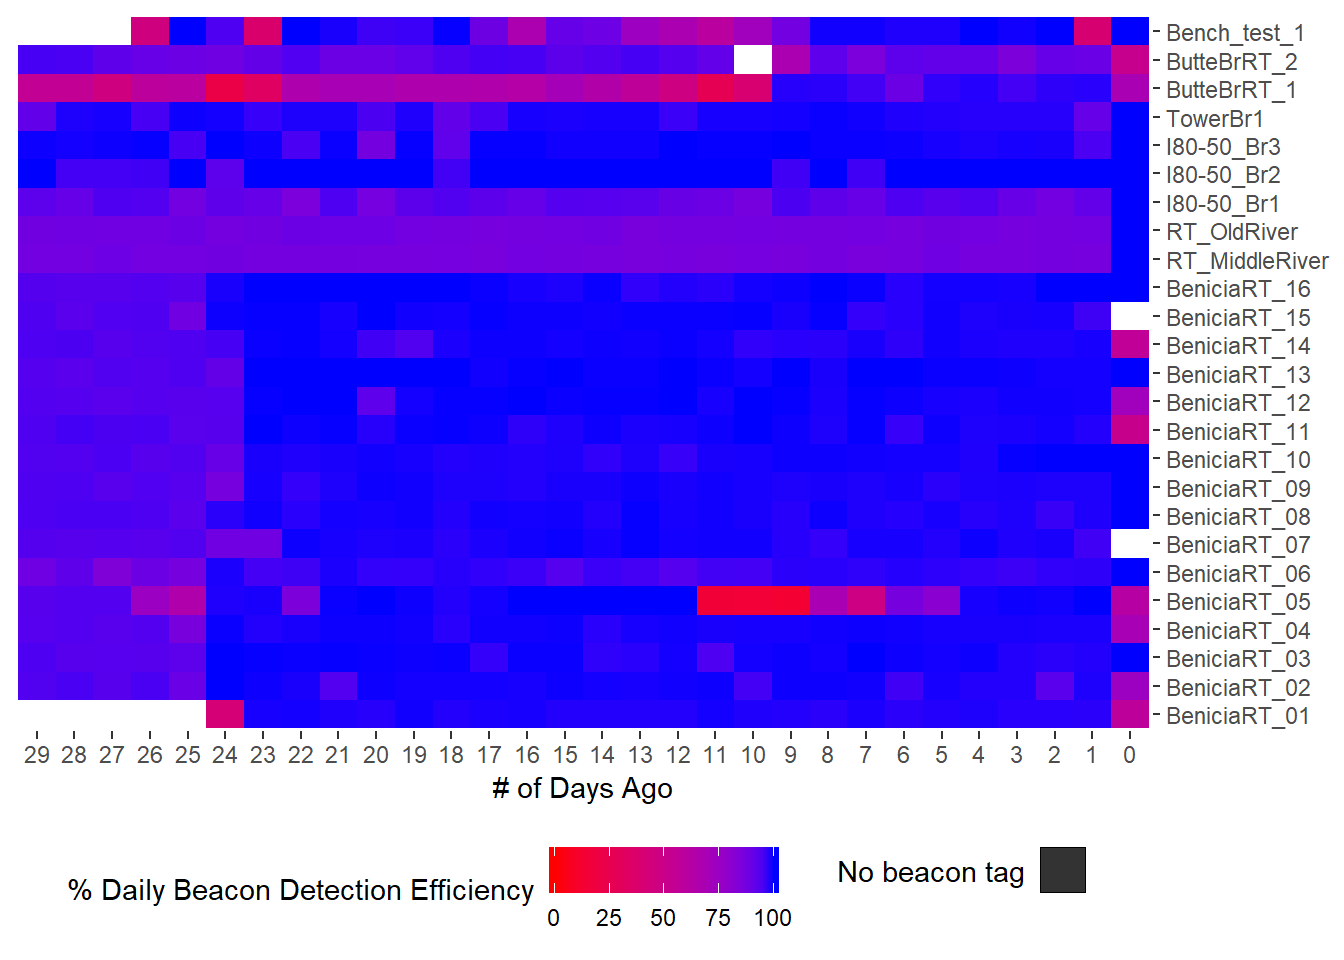 Bench_test_1
ButteBrRT_2
ButteBrRT_1
TowerBr1
I80-50_Br3
I80-50_Br2
I80-50_Br1
RT_OldRiver
RT_MiddleRiver
BeniciaRT_16
BeniciaRT_15
BeniciaRT_14
BeniciaRT_13
BeniciaRT_12
BeniciaRT_11
BeniciaRT_10
BeniciaRT_09
BeniciaRT_08
BeniciaRT_07
BeniciaRT_06
BeniciaRT_05
BeniciaRT_04
BeniciaRT_03
BeniciaRT_02
BeniciaRT_01
29 28 27 26 25 24 23 22 21 20 19 18 17 16 15 14 13 12 11 10 9 8 7 6 5 4 3 2 1 0
# of Days Ago
% Daily Beacon Detection Efficiency
0 25 50 75 100
No beacon tag